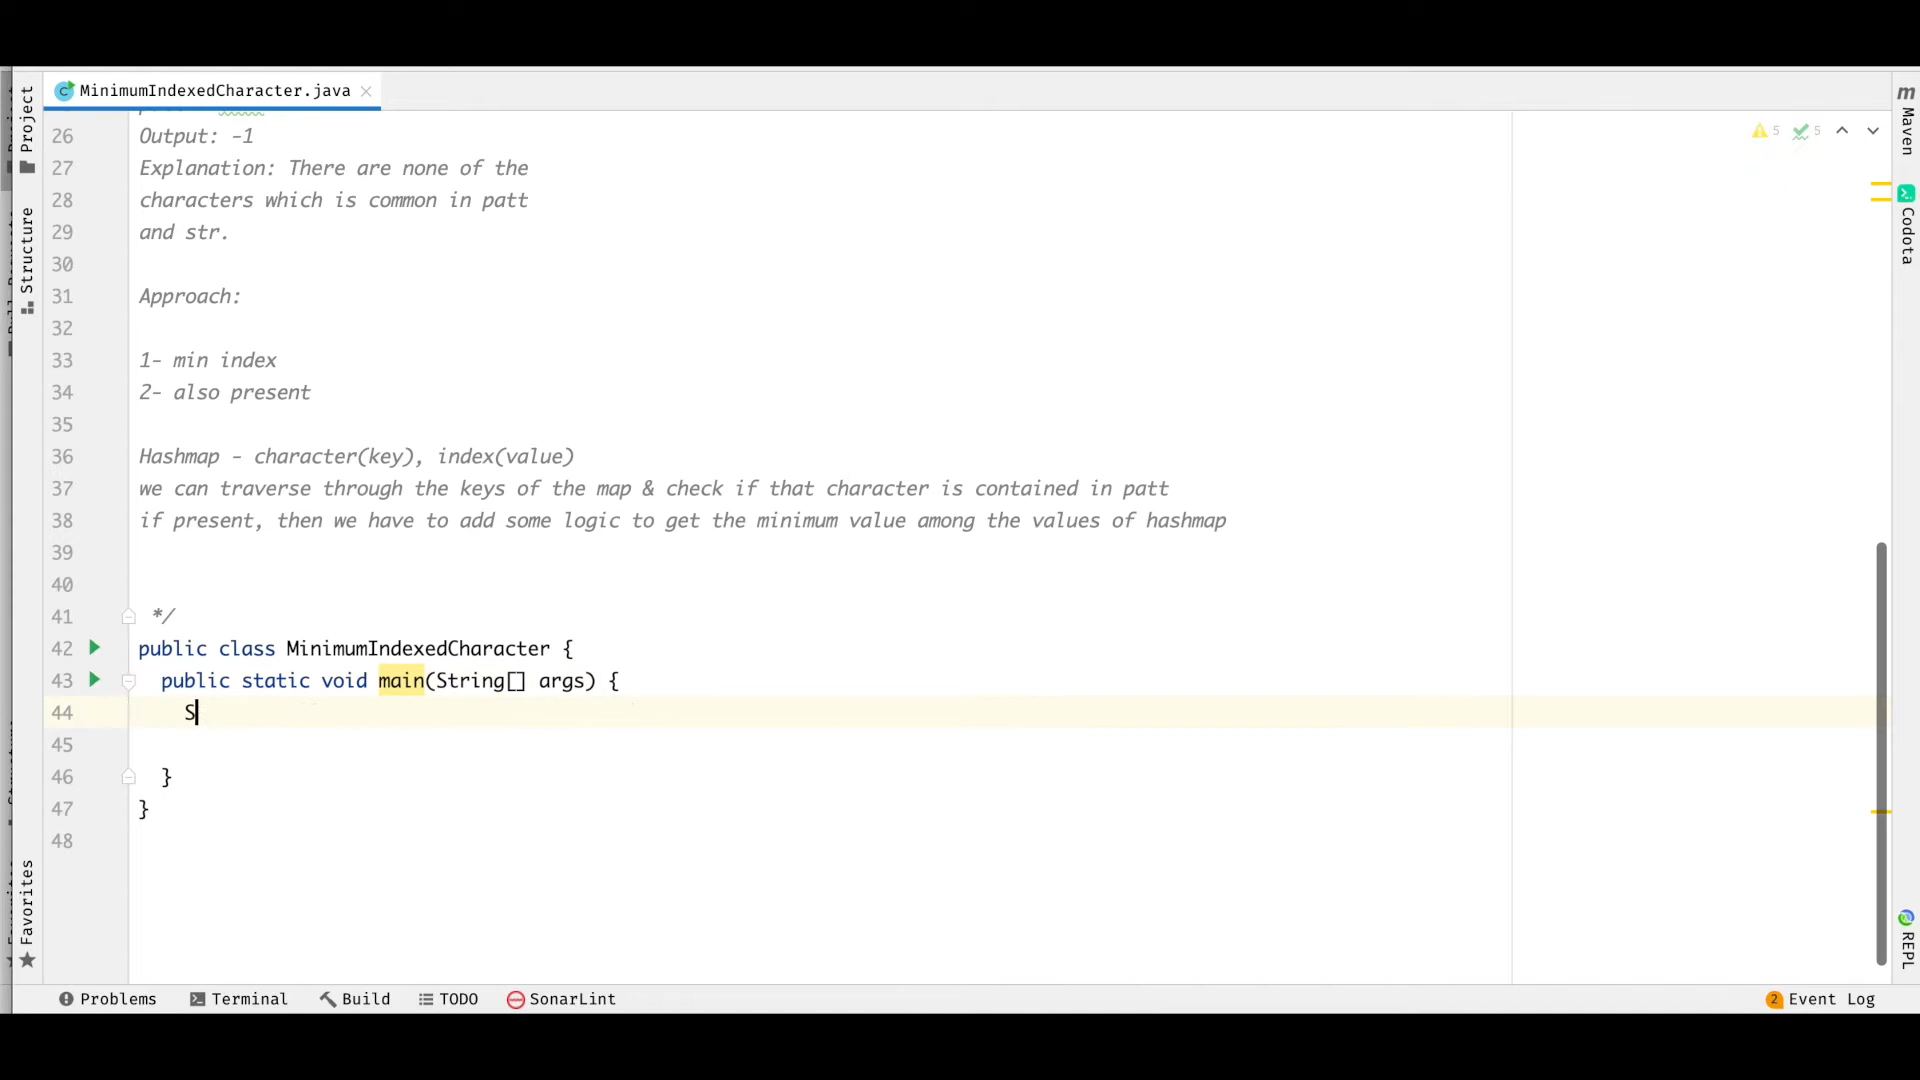 MinimumIndexedCharacter.java
Project
Structure
Favorites
Maven
Codota
REPL
5 5
26 Output: -1
27 Explanation: There are none of the
28 characters which is common in patt
29 and str.
30
31 Approach:
32
33 1- min index
34 2- also present
35
36 Hashmap - character(key), index(value)
37 we can traverse through the keys of the map & check if that character is contained in patt
38 if present, then we have to add some logic to get the minimum value among the values of hashmap
39
40
41 */
42 public class MinimumIndexedCharacter {
43 public static void main(String[] args) {
44 S
45
46 }
47 }
48
Problems Terminal Build TODO SonarLint 2 Event Log